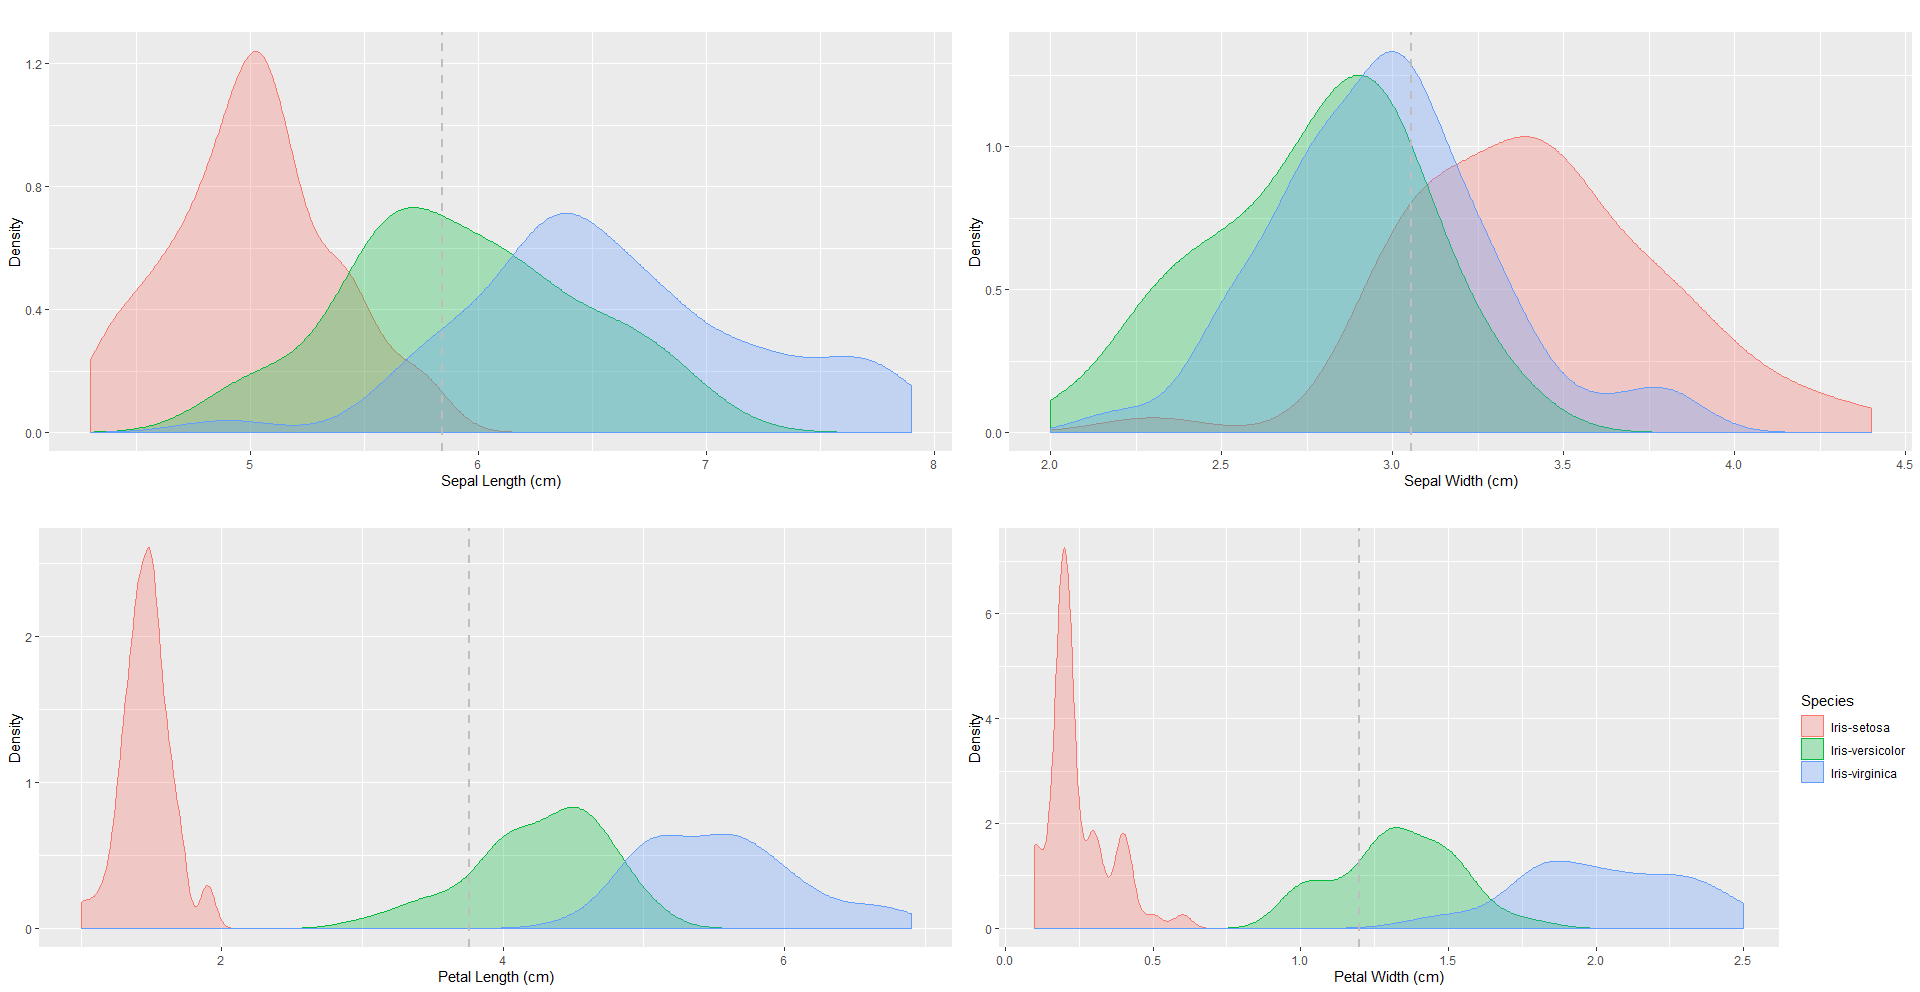 1.2
0.8
0.4
0.0
Density
5 6 7 8
Sepal Length (cm)
1.0
0.5
0.0
Density
2.0 2.5 3.0 3.5 4.0 4.5
Sepal Width (cm)
2
1
0
Density
2 4 6
Petal Length (cm)
6
4
2
0
Density
0.0 0.5 1.0 1.5 2.0 2.5
Petal Width (cm)
Species
Iris-setosa
Iris-versicolor
Iris-virginica